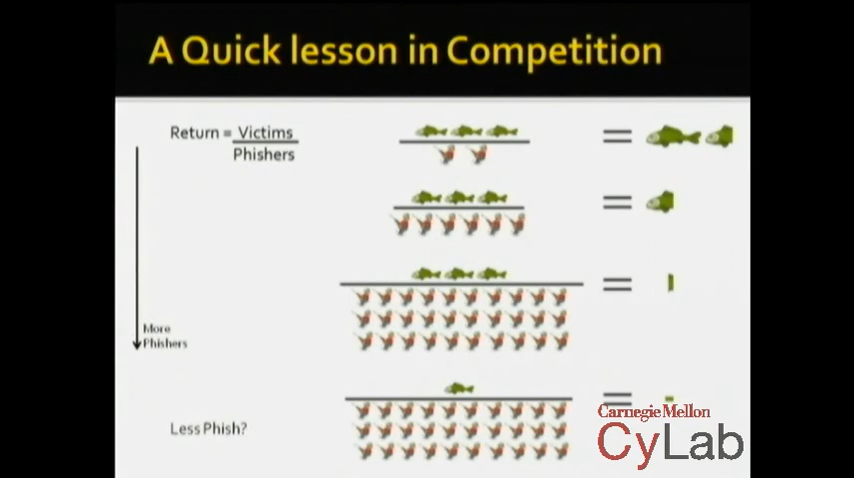 A Quick lesson in Competition
Return = Victims
Phishers
More
Phishers
Less Phish?
Carnegie Mellon
CyLab